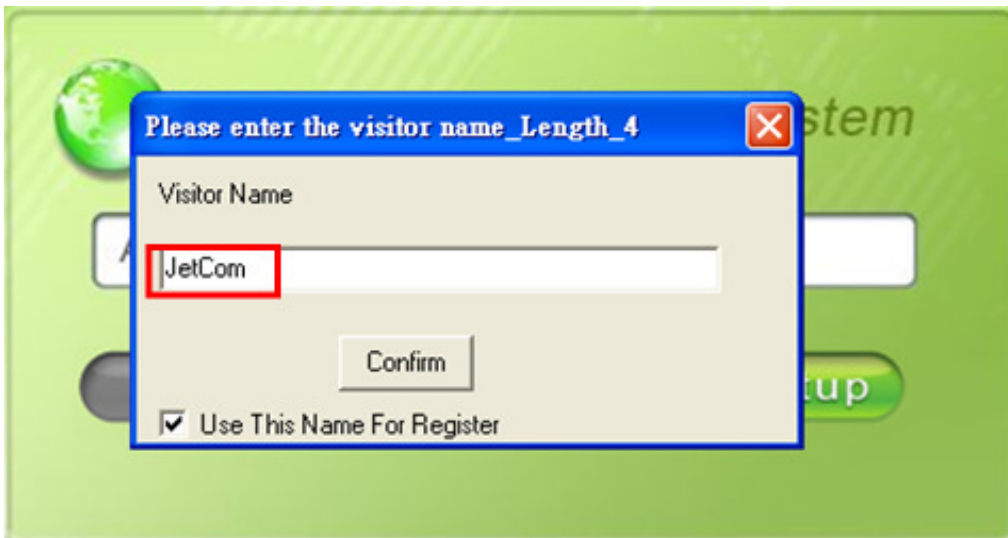 Please enter the visitor name_Length_4
stem
Visitor Name
JetCom
Confirm
tup
Use This Name For Register